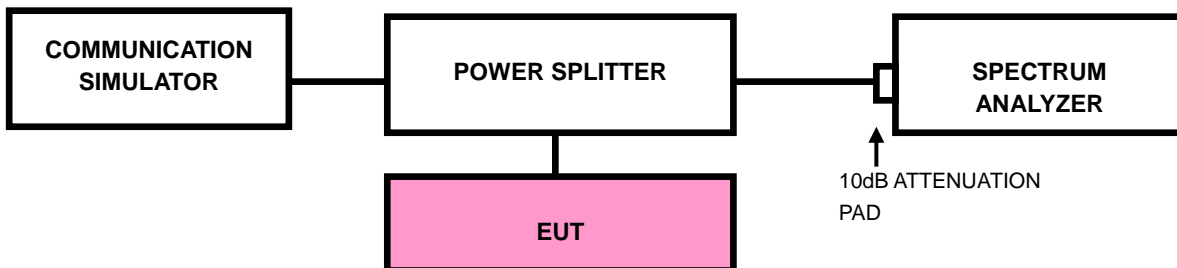 COMMUNICATION
SIMULATOR
POWER SPLITTER
SPECTRUM
ANALYZER
10dB ATTENUATION
PAD
EUT